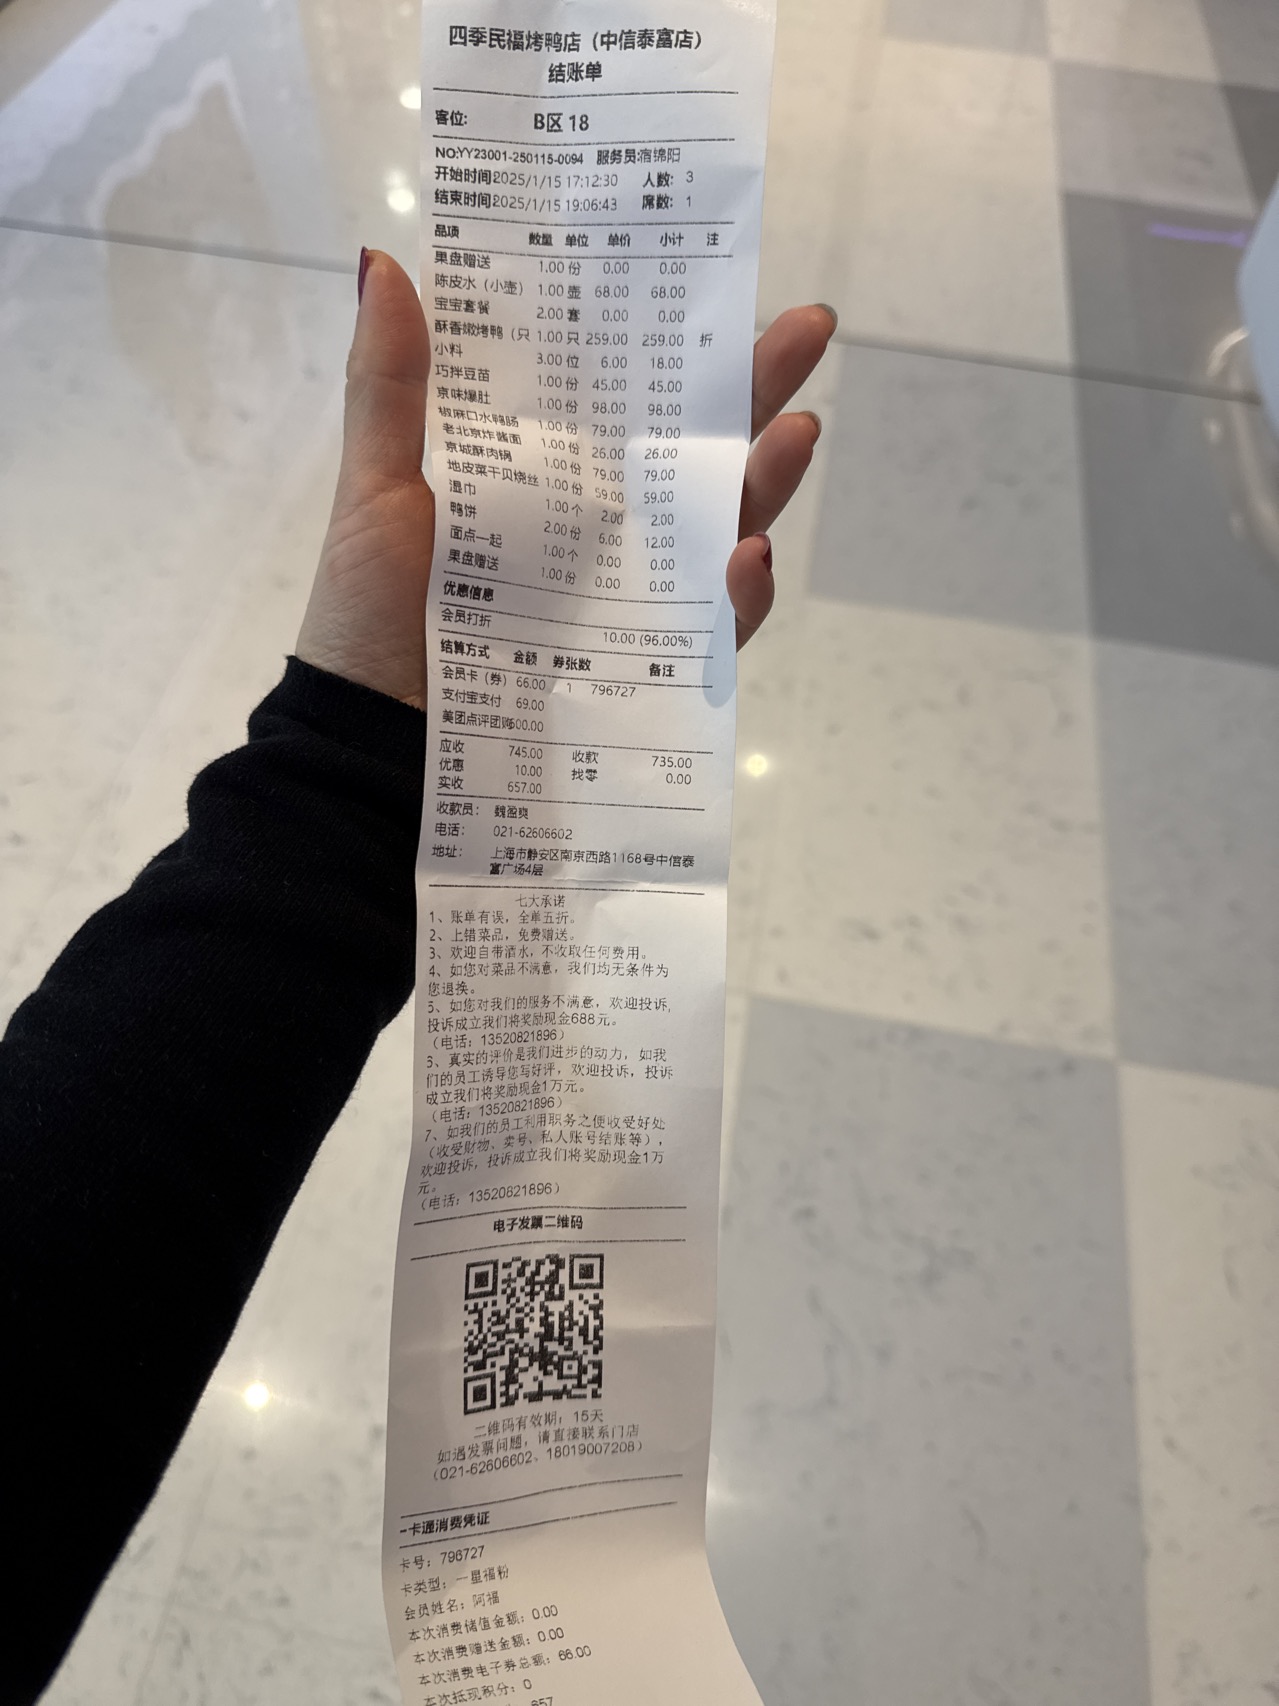 四季民福烤鸭店（中信泰富店）
结账单
客位： B区 18
NO:YY23001-250115-0094 服务员:宿绵阳
开始时间2025/1/15 17:12:30 人数： 3
结束时间2025/1/15 19:06:43 席数： 1
品项 数量 单位 单价 小计 注
果盘赠送 1.00 份 0.00 0.00
陈皮水（小壶） 1.00 壶 68.00 68.00
宝宝套餐 2.00 套 0.00 0.00
酥香嫩烤鸭（只 1.00 只 259.00 259.00 折
小料 3.00 位 6.00 18.00
巧拌豆苗 1.00 份 45.00 45.00
京味爆肚 1.00 份 98.00 98.00
椒麻口水鸭肠 1.00 份 79.00 79.00
老北京炸酱面 1.00 份 26.00 26.00
京城酥肉锅 1.00 份 79.00 79.00
地皮菜干贝烧丝 1.00 份 59.00 59.00
湿巾 1.00 个 2.00 2.00
鸭饼 2.00 份 6.00 12.00
面点一起 1.00 个 0.00 0.00
果盘赠送 1.00 份 0.00 0.00
优惠信息
会员打折 10.00 (96.00%)
结算方式 金额 券张数 备注
会员卡（券） 66.00 1 796727
支付宝支付 69.00
美团点评团购600.00
应收 745.00 收款 735.00
优惠 10.00 找零 0.00
实收 657.00
收款员： 魏盈爽
电话： 021-62606602
地址： 上海市静安区南京西路1168号中信泰
富广场4层
七大承诺
1、账单有误，全单五折。
2、上错菜品，免费赠送。
3、欢迎自带酒水，不收取任何费用。
4、如您对菜品不满意，我们均无条件为
您退换。
5、如您对我们的服务不满意，欢迎投诉，
投诉成立我们将奖励现金688元。
（电话：13520821896）
6、真实的评价是我们进步的动力，如我
们的员工诱导您写好评，欢迎投诉，投诉
成立我们将奖励现金1万元。
（电话：13520821896）
7、如我们的员工利用职务之便收受好处
（收受财物、卖号、私人账号结账等），
欢迎投诉，投诉成立我们将奖励现金1万
元。
（电话：13520821896）
电子发票二维码
二维码有效期：15天
如遇发票问题，请直接联系门店
（021-62606602、18019007208）
一卡通消费凭证
卡号：796727
卡类型：一星福粉
会员姓名：阿福
本次消费储值金额：0.00
本次消费赠送金额：0.00
本次消费电子券总额：66.00
本次抵现积分：0
657